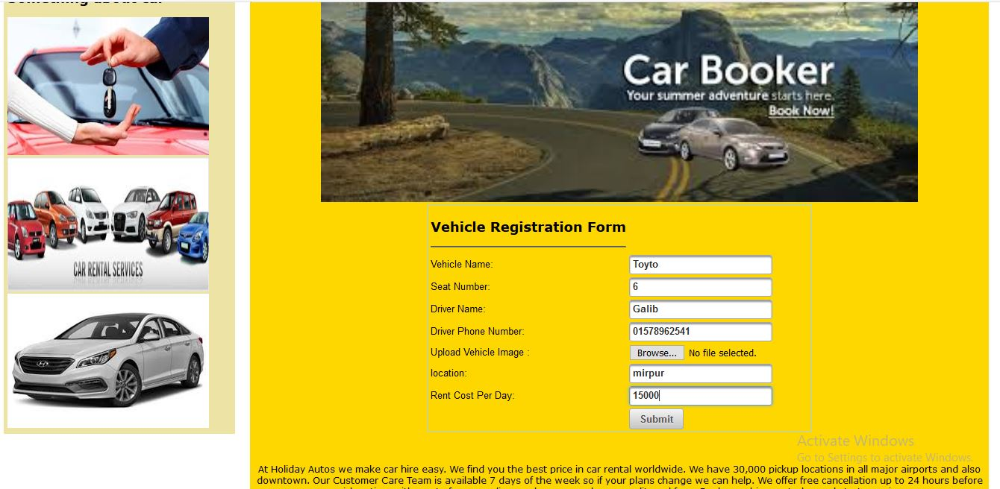 CAR RENTAL SERVICES
Car Booker
Your summer adventure starts here.
Book Now!
Vehicle Registration Form
Vehicle Name: Toyto
Seat Number: 6
Driver Name: Galib
Driver Phone Number: 01578962541
Upload Vehicle Image : Browse... No file selected.
location: mirpur
Rent Cost Per Day: 15000
Submit
Activate Windows
Go to Settings to activate Windows.
At Holiday Autos we make car hire easy. We find you the best price in car rental worldwide. We have 30,000 pickup locations in all major airports and also
downtown. Our Customer Care Team is available 7 days of the week so if your plans change we can help. We offer free cancellation up to 24 hours before